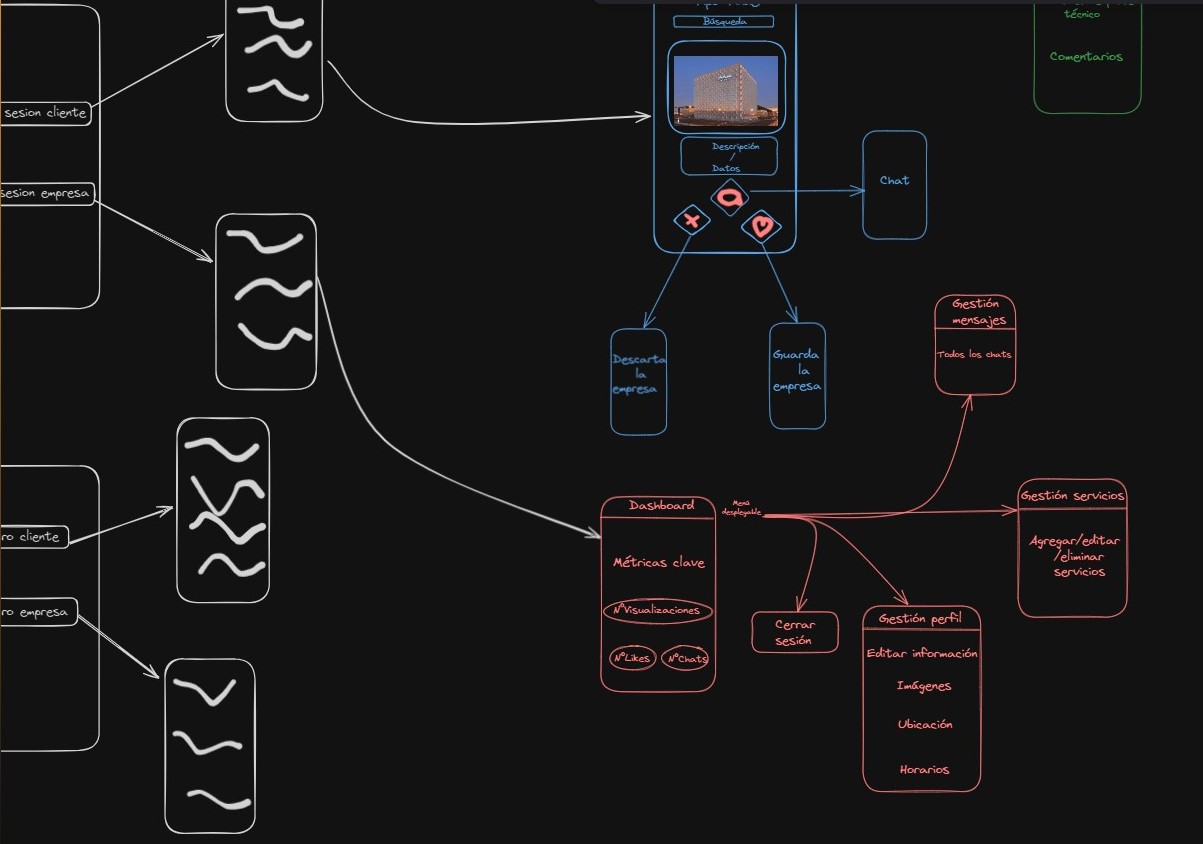 Búsqueda
técnico
Comentarios
sesion cliente
Descripción
/
Datos
Chat
sesion empresa
Gestión
mensajes
Todos los chats
Descarta
la
empresa
Guarda
la
empresa
Dashboard
Métricas clave
NºVisualizaciones
NºLikes
NºChats
Menú
desplegable
Gestión servicios
Agregar/editar
/eliminar
servicios
ro cliente
ro empresa
Cerrar
sesión
Gestión perfil
Editar información
Imágenes
Ubicación
Horarios